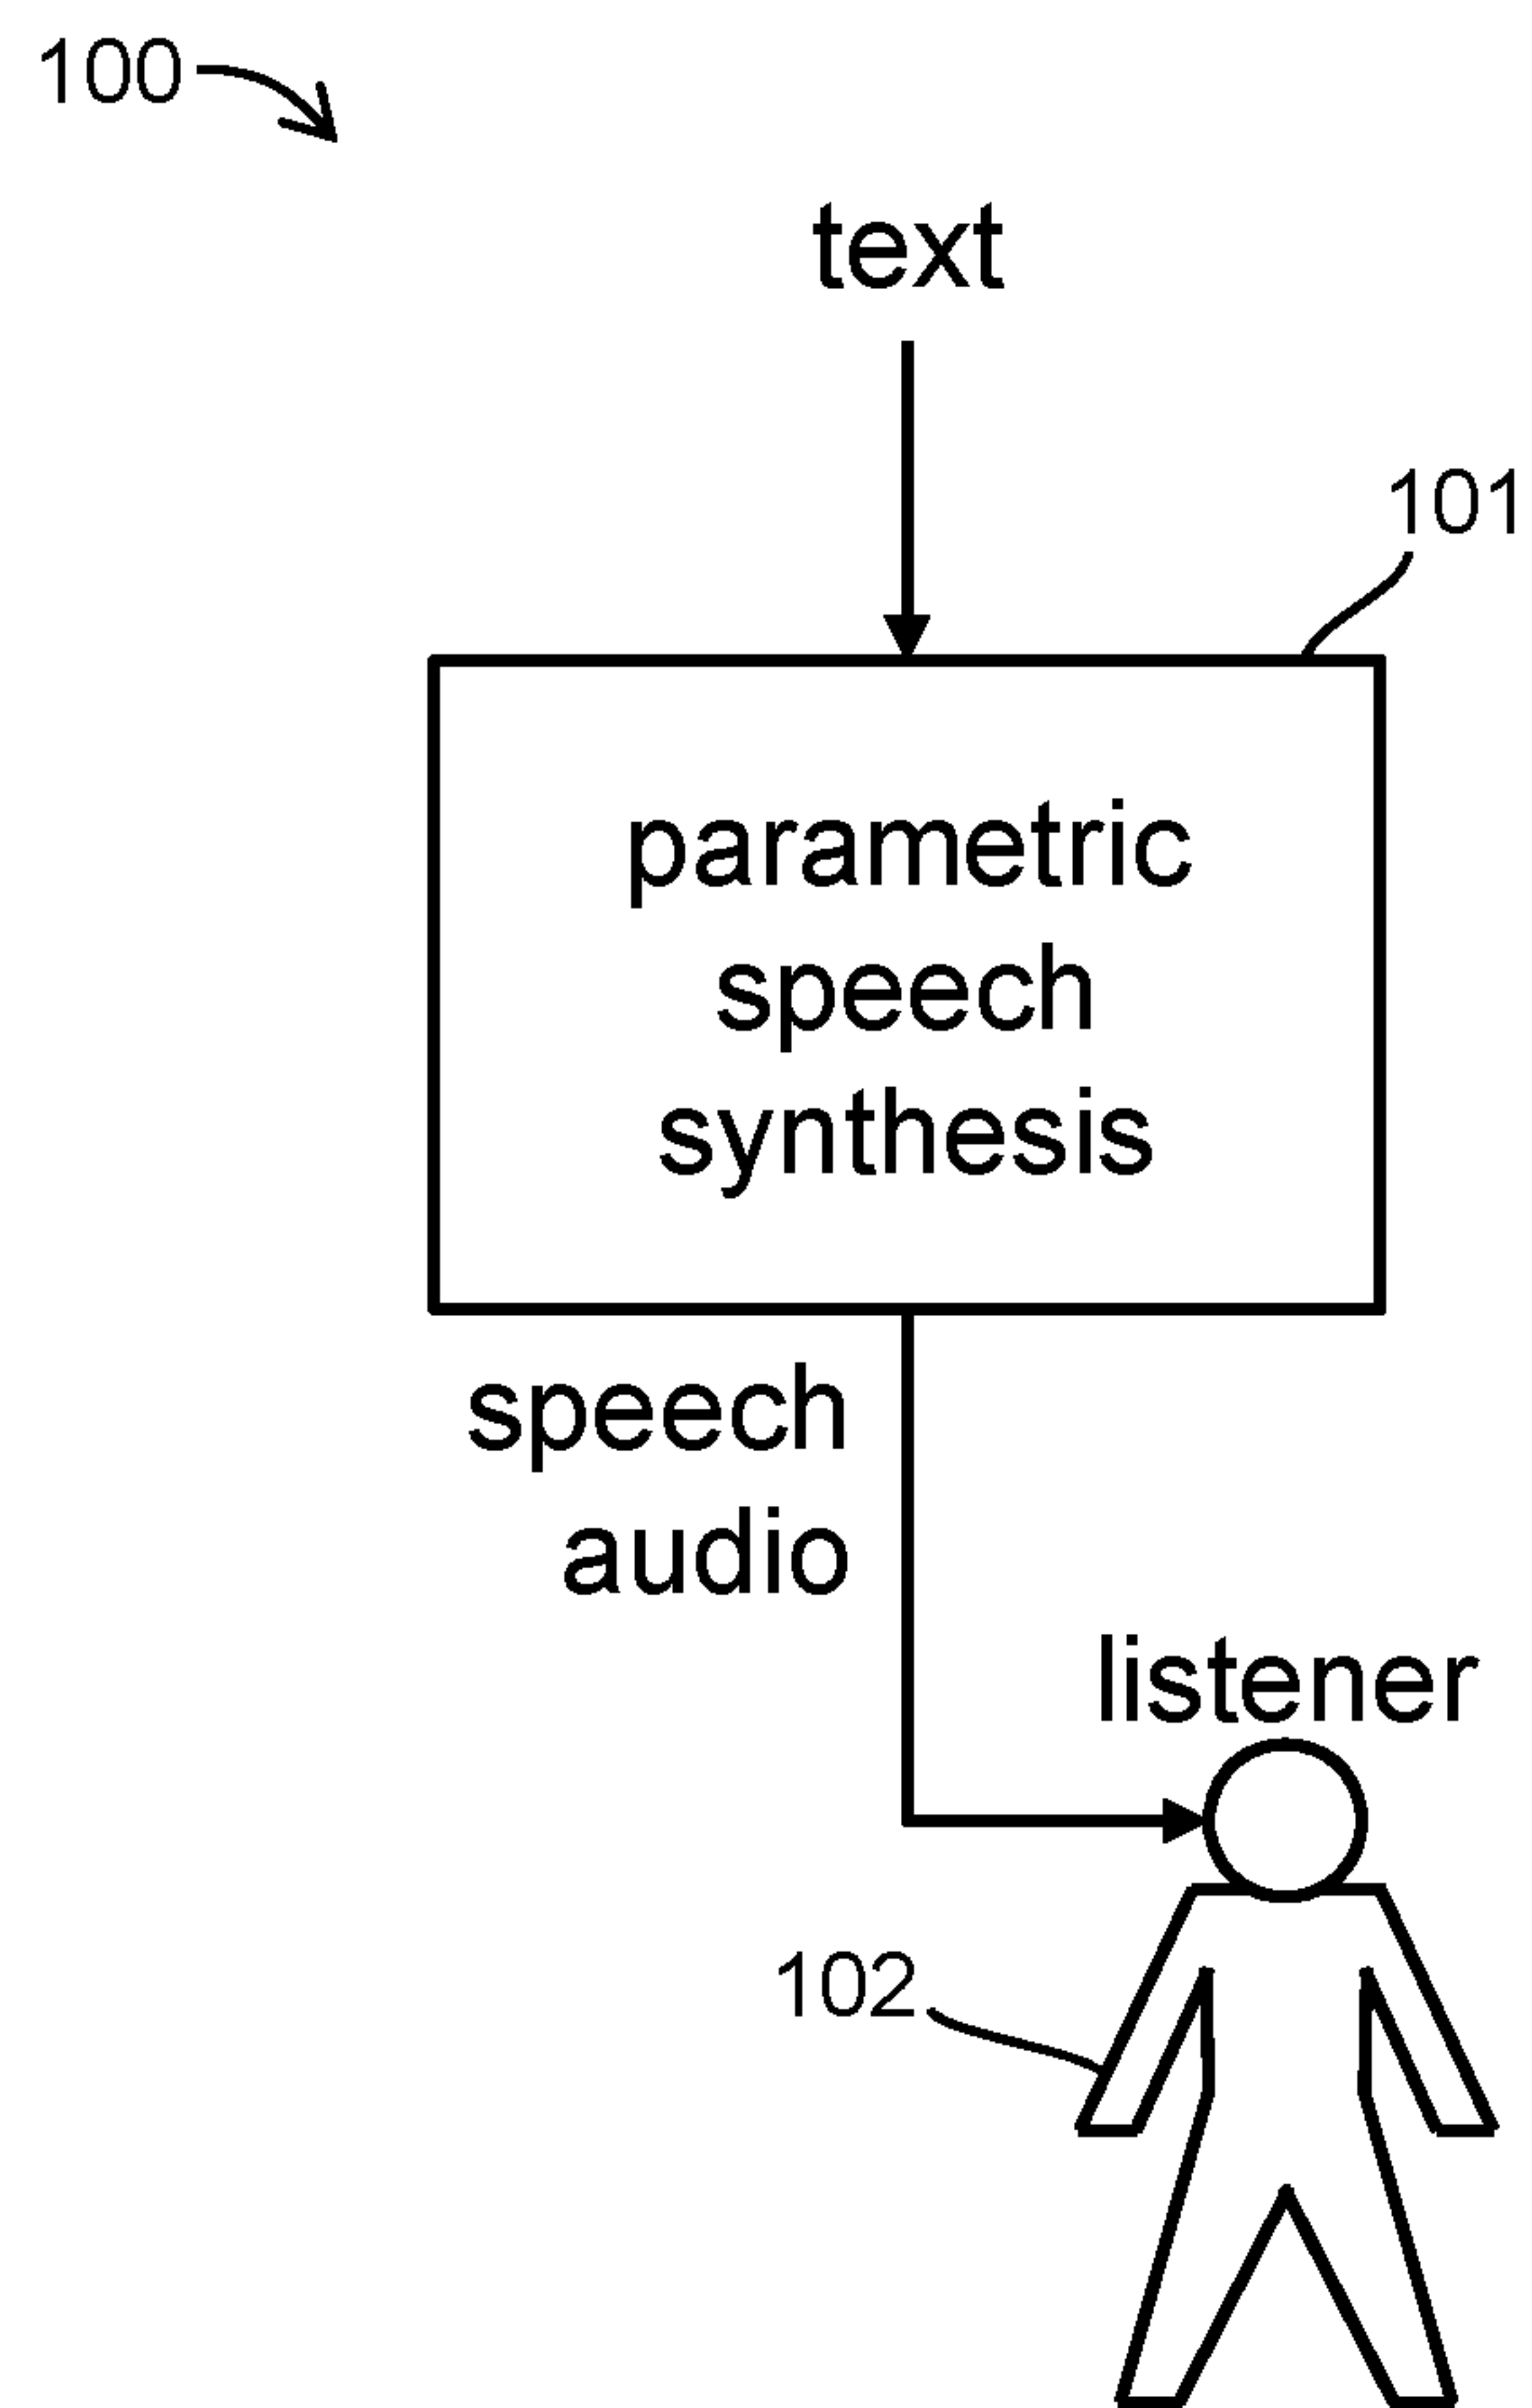 100
text
101
parametric
speech
synthesis
speech
audio
listener
102